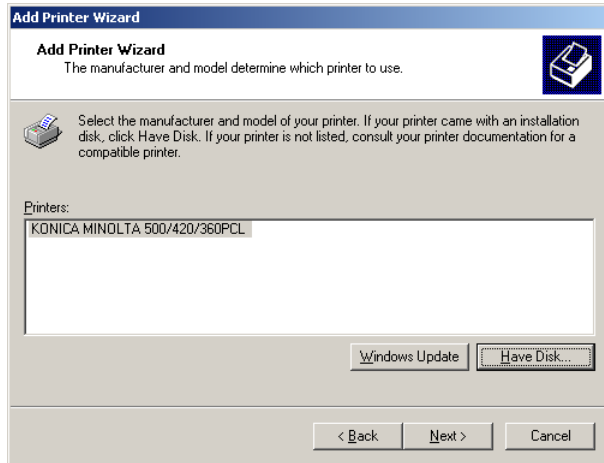 Add Printer Wizard
Add Printer Wizard
The manufacturer and model determine which printer to use.
Select the manufacturer and model of your printer. If your printer came with an installation
disk, click Have Disk. If your printer is not listed, consult your printer documentation for a
compatible printer.
Printers:
KONICA MINOLTA 500/420/360PCL
Windows Update
Have Disk...
< Back
Next >
Cancel